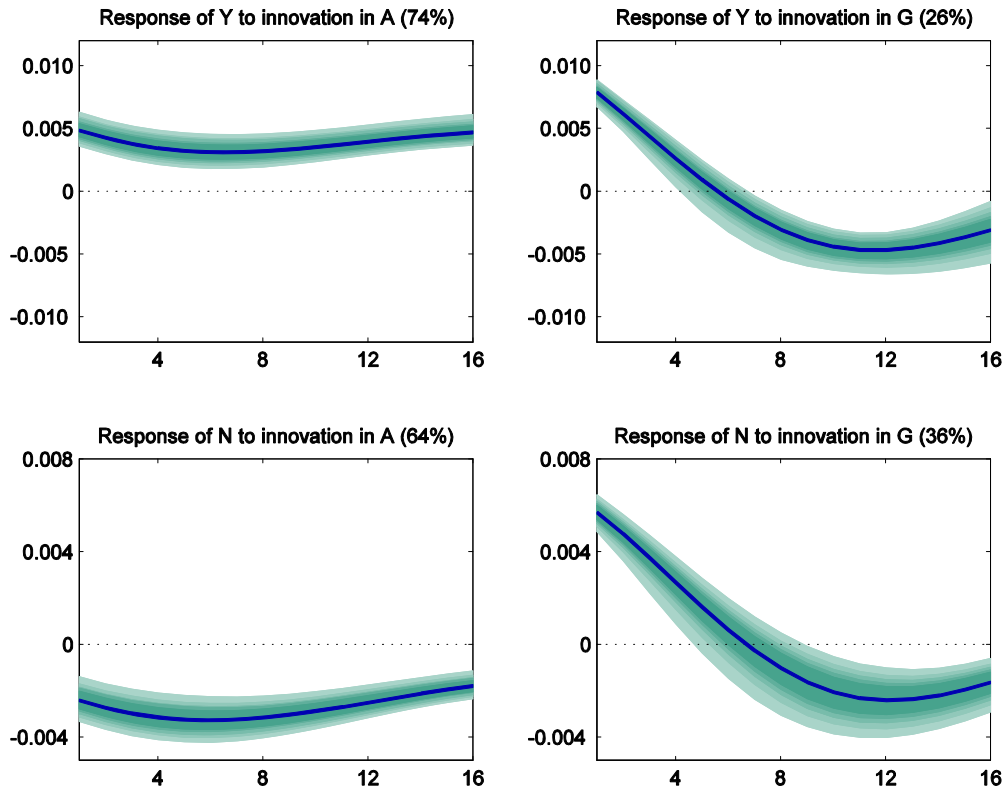 Response of Y to innovation in A (74%)
0.010
0.005
0
-0.005
-0.010
4 8 12 16
Response of Y to innovation in G (26%)
0.010
0.005
0
-0.005
-0.010
4 8 12 16
Response of N to innovation in A (64%)
0.008
0.004
0
-0.004
4 8 12 16
Response of N to innovation in G (36%)
0.008
0.004
0
-0.004
4 8 12 16